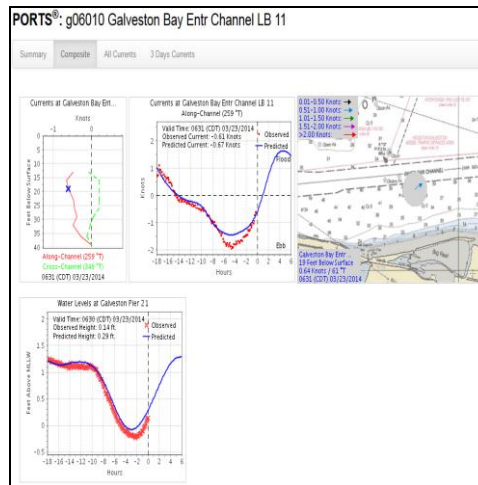 PORTS®: g06010 Galveston Bay Entr Channel LB 11
Summary
Composite
All Currents
3 Days Currents
Currents at Galveston Bay Ent...
Knots
-1
0
Feet Below Surface
0
5
10
15
20
25
30
35
40
Along-Channel (259 °T)
0631 (CDT) 03/23/2014
Currents at Galveston Bay Entr Channel LB 11
Along-Channel (259 °T)
Valid Time: 0631 (CDT) 03/23/2014
Observed Current: -0.61 Knots
Predicted Current: -0.67 Knots
Observed
Predicted
Flood
Ebb
Knots
2
1
0
-1
-2
-18 -16 -14 -12 -10 -8 -6 -4 -2 0 2 4 6
Hours
0.01-0.50 Knots
0.51-1.00 Knots
1.01-1.50 Knots
1.51-2.00 Knots
>2.00 Knots
Galveston Bay Entr ...
19 Feet Below Surface
0.64 Knots / 61 °T
0631 (CDT) 03/23/2014
Water Levels at Galveston Pier 21
Valid Time: 0630 (CDT) 03/23/2014
Observed Height: 0.14 ft.
Predicted Height: 0.29 ft.
Observed
Predicted
Feet Above MLLW
1.5
1
0.5
0
-0.5
-18 -16 -14 -12 -10 -8 -6 -4 -2 0 2 4 6
Hours